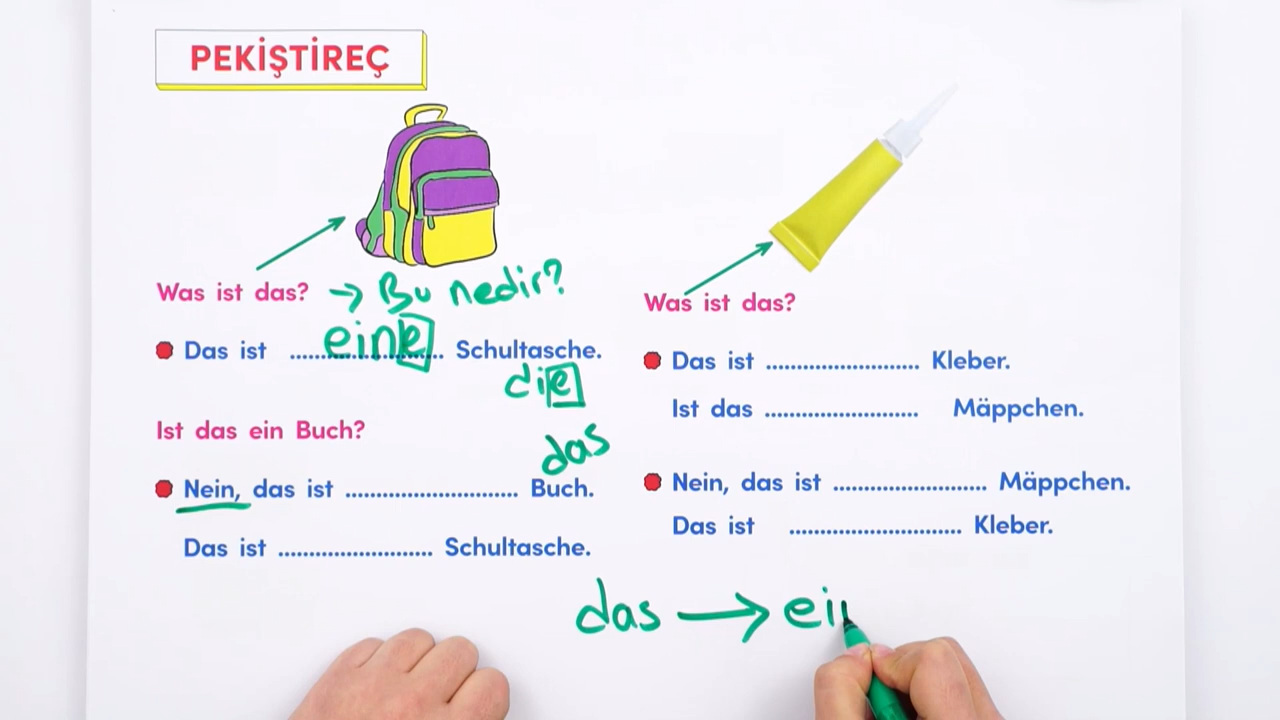 PEKİŞTİREÇ
Was ist das? → Bu nedir?
Das ist ......eine...... Schultasche.
die
Ist das ein Buch?
das
Nein, das ist ............................ Buch.
Das ist ......................... Schultasche.
Was ist das?
Das ist ......................... Kleber.
Ist das ......................... Mäppchen.
Nein, das ist ......................... Mäppchen.
Das ist ............................ Kleber.
das → ein